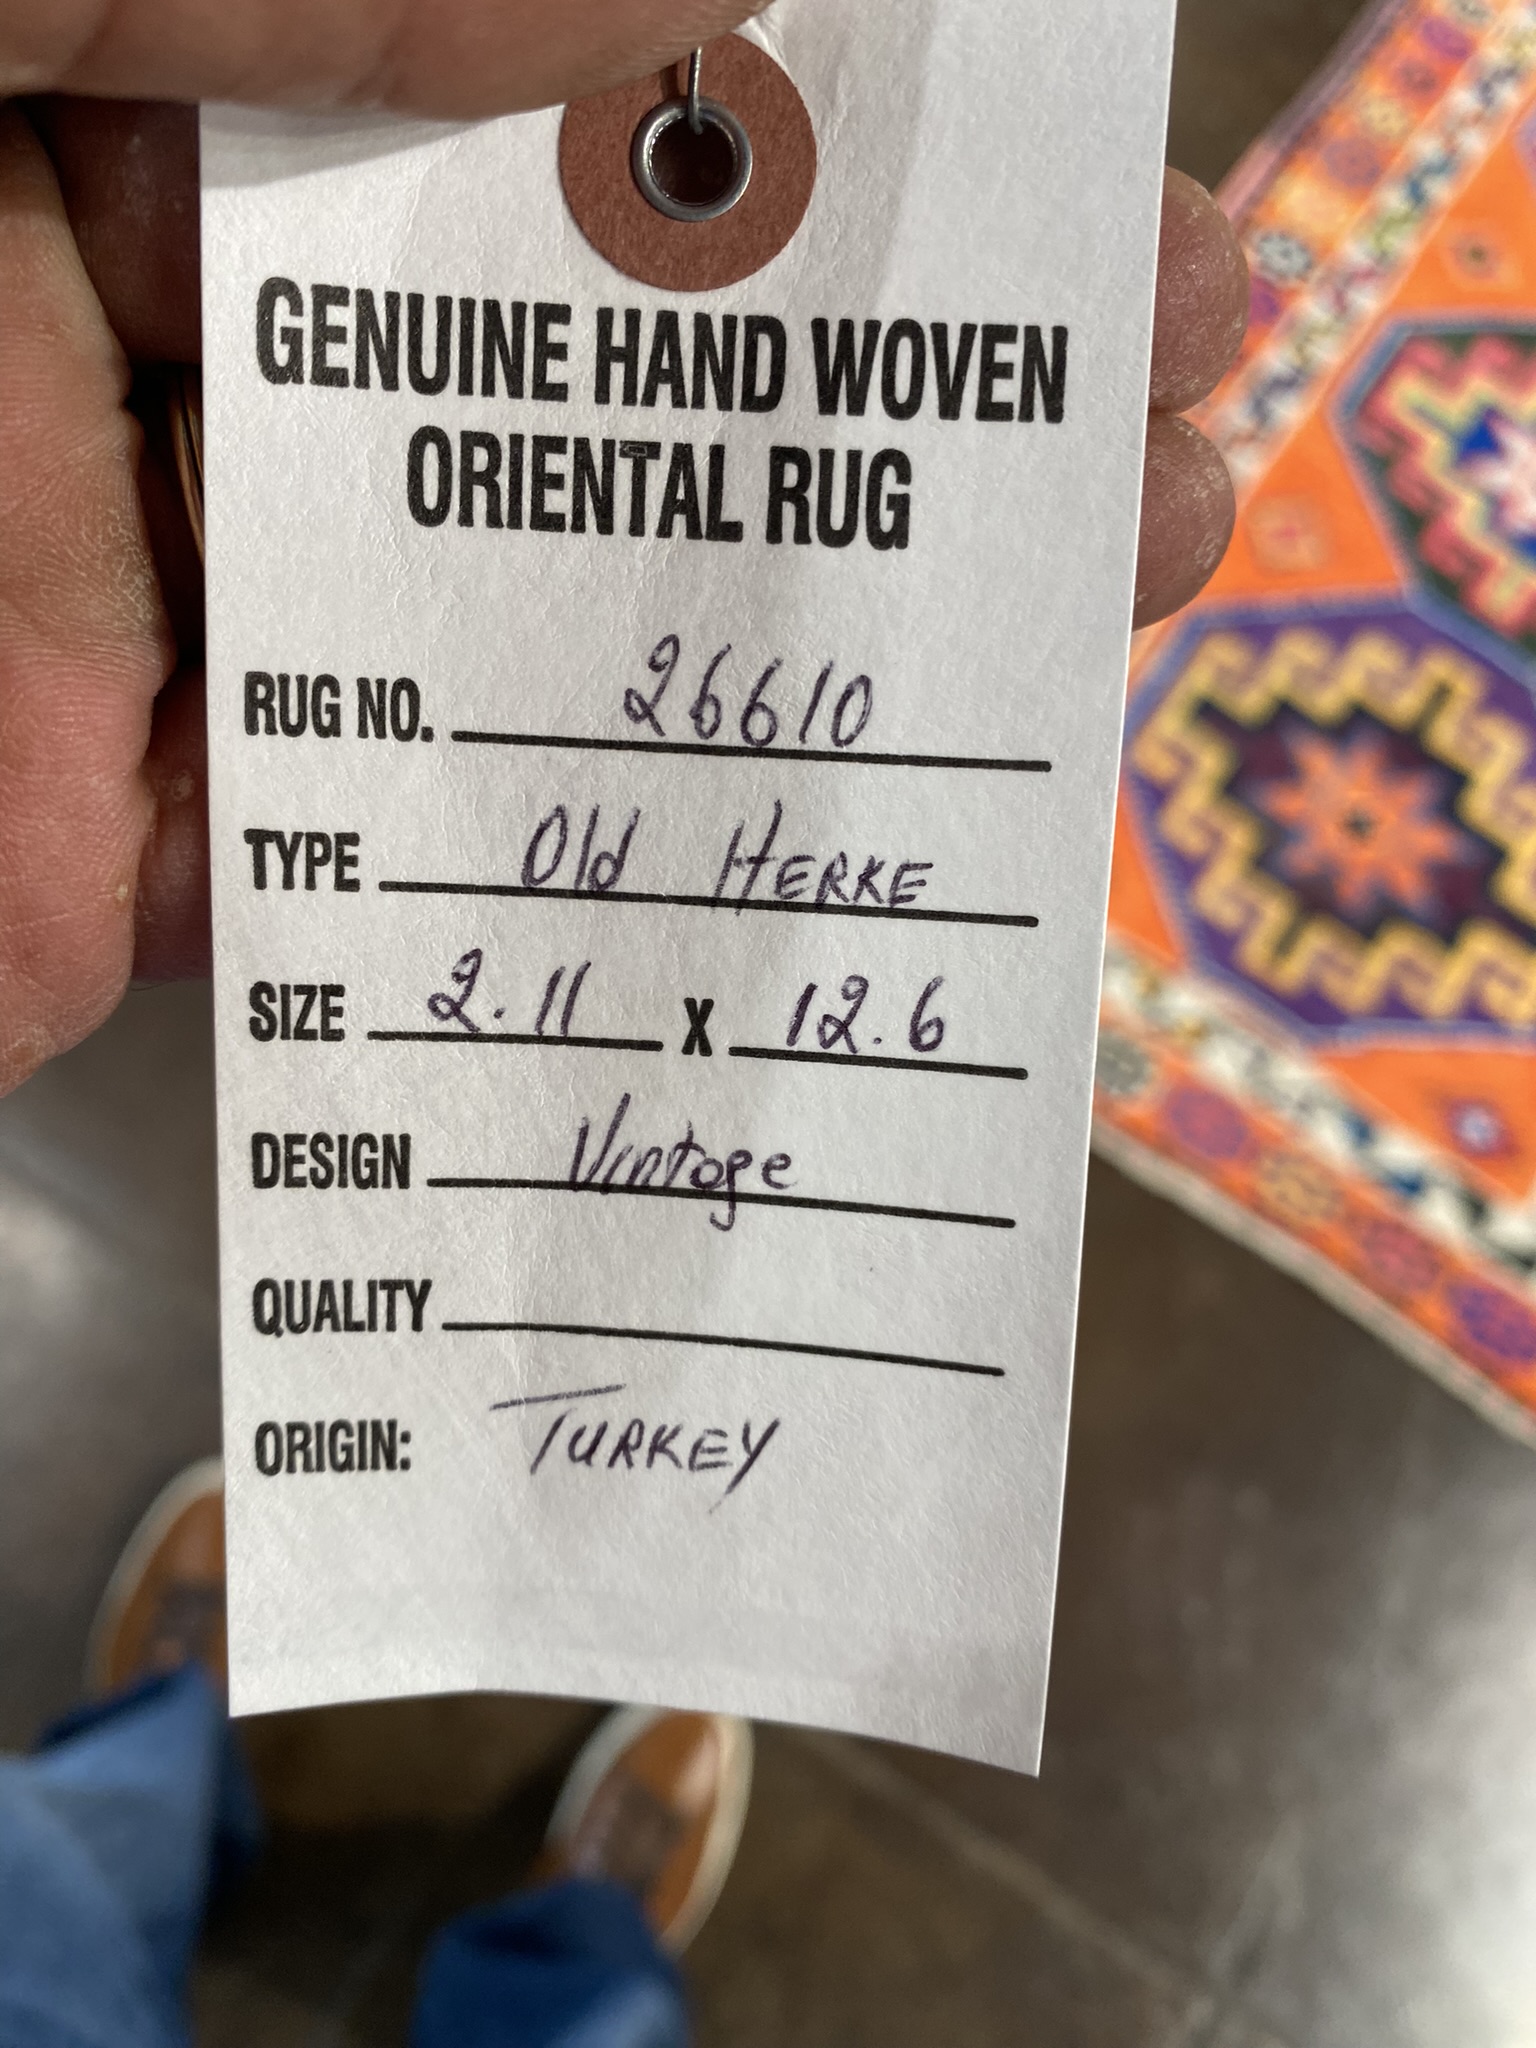 GENUINE HAND WOVEN
ORIENTAL RUG
RUG NO. 26610
TYPE Old HERKE
SIZE 2.11 X 12.6
DESIGN Vintage
QUALITY
ORIGIN: TURKEY